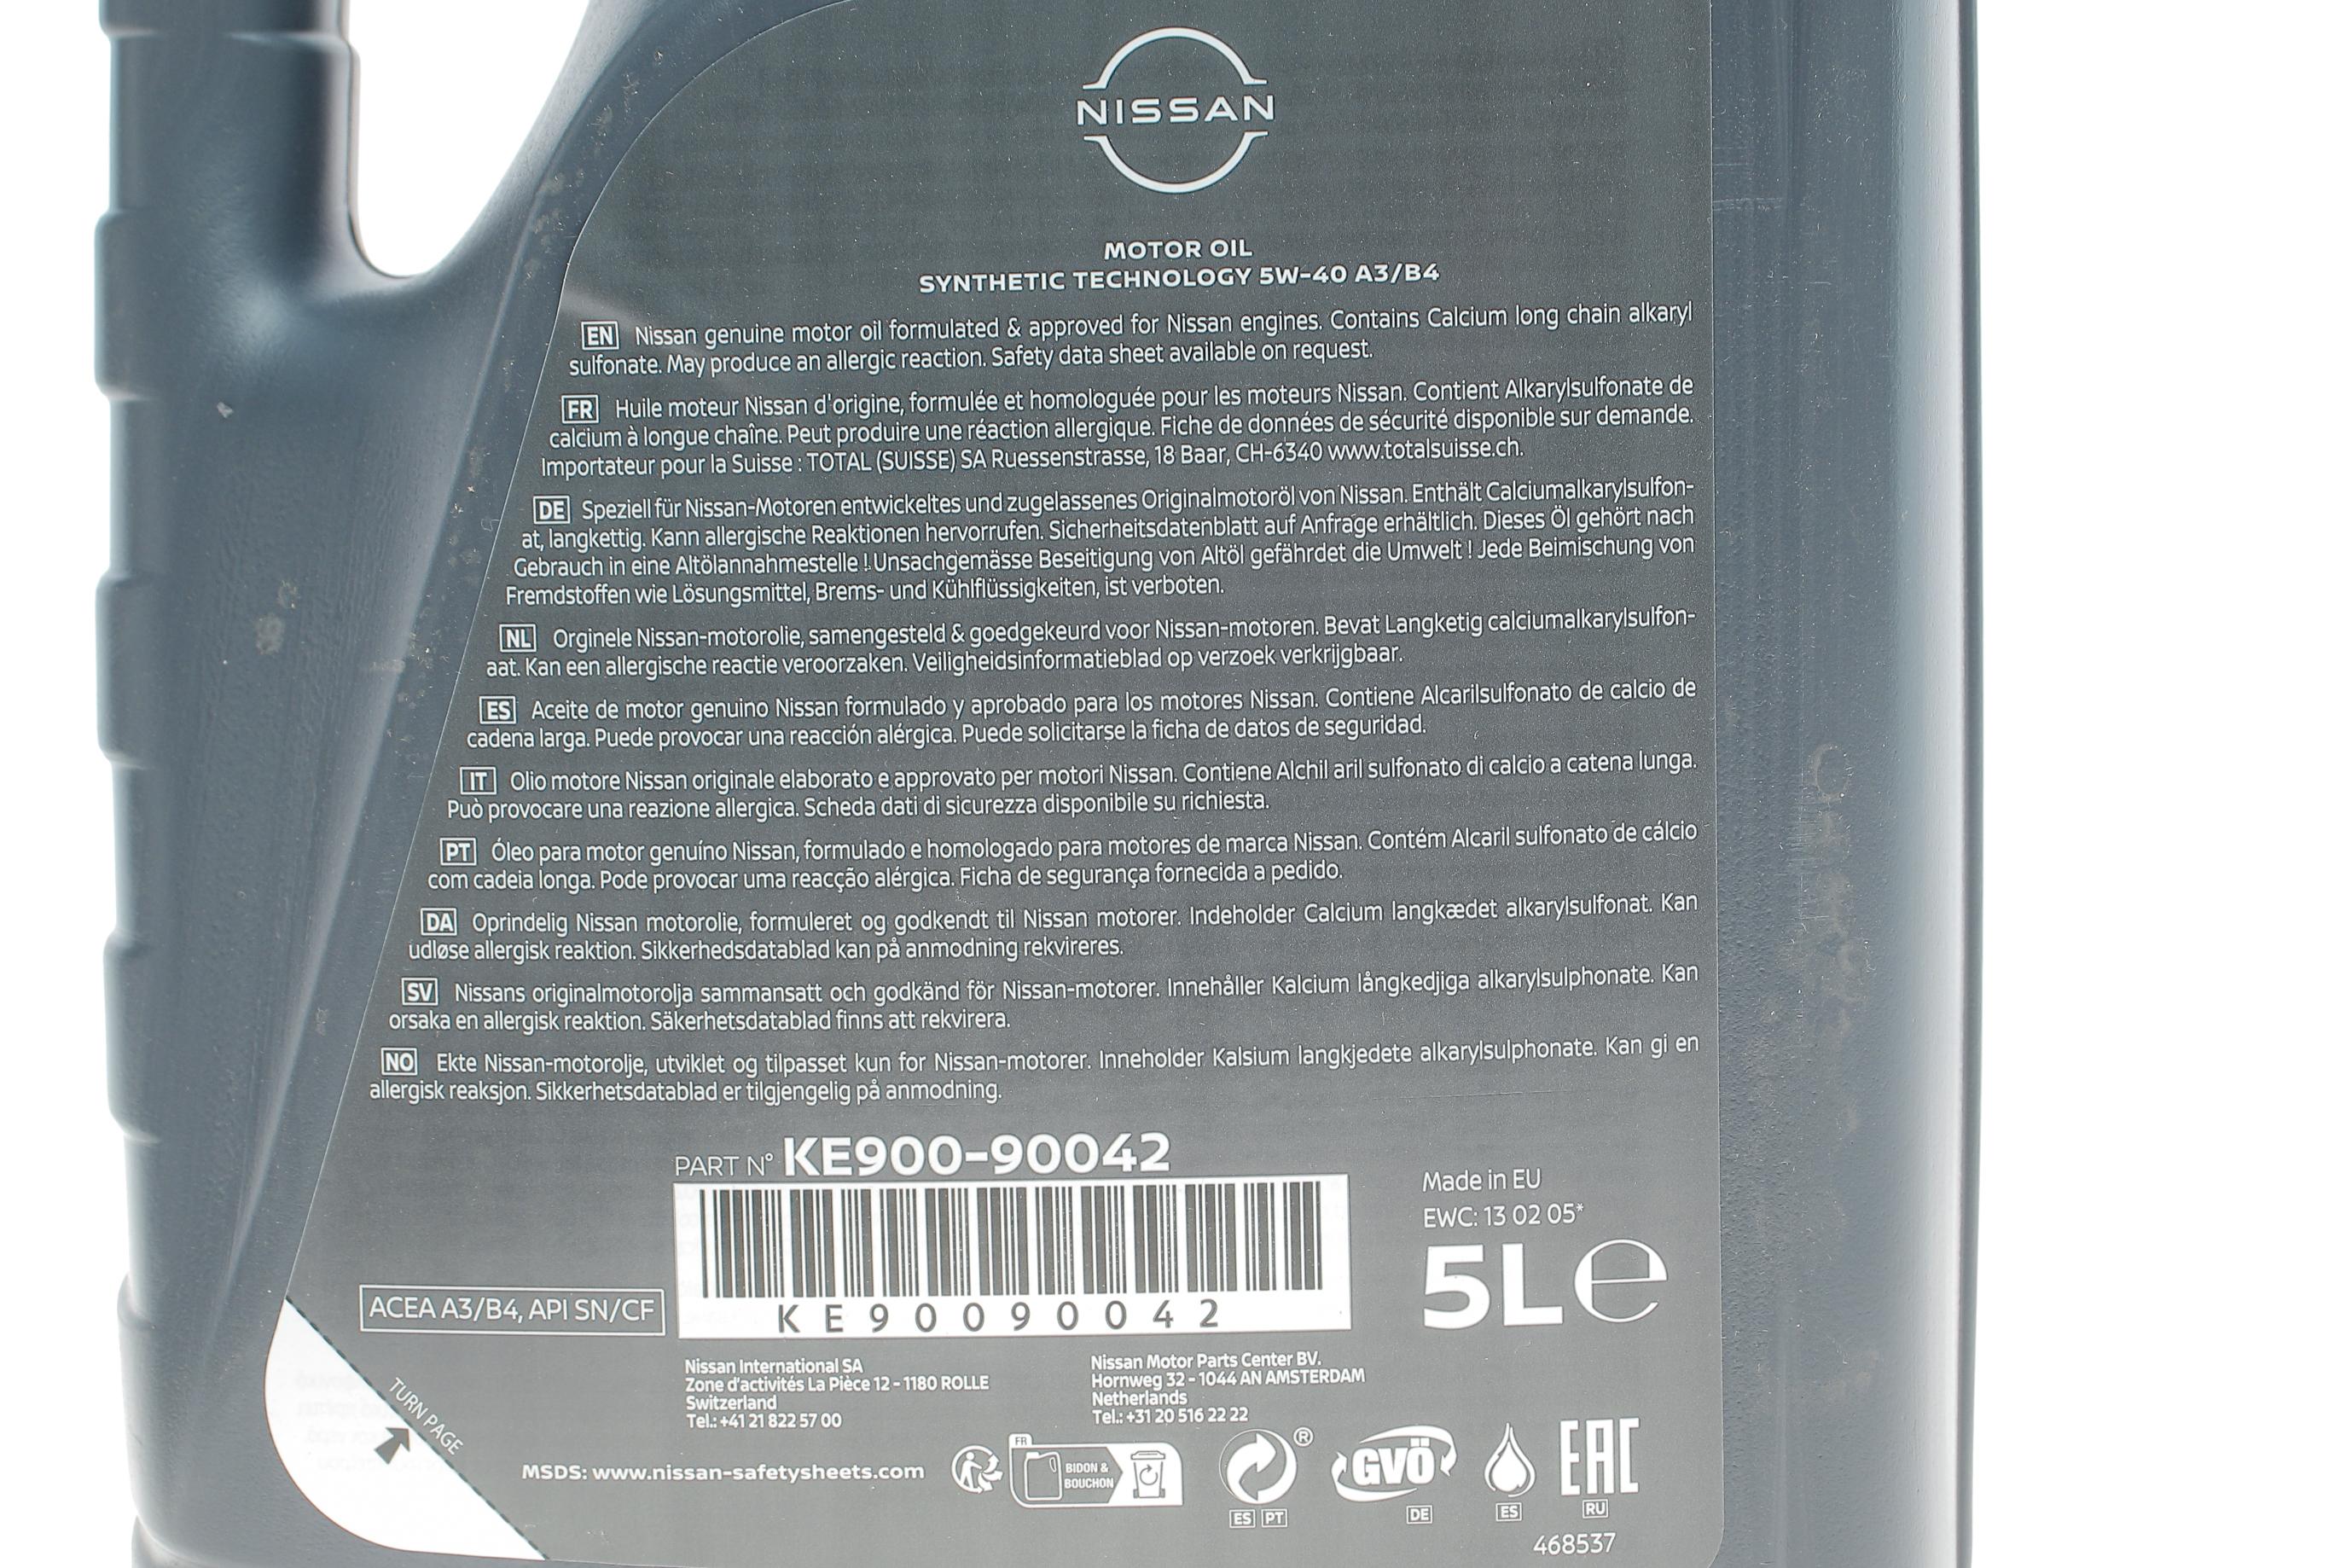 NISSAN
MOTOR OIL
SYNTHETIC TECHNOLOGY 5W-40 A3/B4
EN Nissan genuine motor oil formulated & approved for Nissan engines. Contains Calcium long chain alkaryl
sulfonate. May produce an allergic reaction. Safety data sheet available on request.
FR Huile moteur Nissan d'origine, formulée et homologuée pour les moteurs Nissan. Contient Alkarylsulfonate de
calcium à longue chaîne. Peut produire une réaction allergique. Fiche de données de sécurité disponible sur demande.
Importateur pour la Suisse : TOTAL (SUISSE) SA Ruessenstrasse, 18 Baar, CH-6340 www.totalsuisse.ch.
DE Speziell für Nissan-Motoren entwickeltes und zugelassenes Originalmotoröl von Nissan. Enthält Calciumalkarylsulfon-
at, langkettig. Kann allergische Reaktionen hervorrufen. Sicherheitsdatenblatt auf Anfrage erhältlich. Dieses Öl gehört nach
Gebrauch in eine Altölannahmestelle ! Unsachgemässe Beseitigung von Altöl gefährdet die Umwelt ! Jede Beimischung von
Fremdstoffen wie Lösungsmittel, Brems- und Kühlflüssigkeiten, ist verboten.
NL Orginele Nissan-motorolie, samengesteld & goedgekeurd voor Nissan-motoren. Bevat Langketig calciumalkarylsulfon-
aat. Kan een allergische reactie veroorzaken. Veiligheidsinformatieblad op verzoek verkrijgbaar.
ES Aceite de motor genuino Nissan formulado y aprobado para los motores Nissan. Contiene Alcarilsulfonato de calcio de
cadena larga. Puede provocar una reacción alérgica. Puede solicitarse la ficha de datos de seguridad.
IT Olio motore Nissan originale elaborato e approvato per motori Nissan. Contiene Alchil aril sulfonato di calcio a catena lunga.
Può provocare una reazione allergica. Scheda dati di sicurezza disponibile su richiesta.
PT Óleo para motor genuíno Nissan, formulado e homologado para motores de marca Nissan. Contém Alcaril sulfonato de cálcio
com cadeia longa. Pode provocar uma reacção alérgica. Ficha de segurança fornecida a pedido.
DA Oprindelig Nissan motorolie, formuleret og godkendt til Nissan motorer. Indeholder Calcium langkædet alkarylsulfonat. Kan
udløse allergisk reaktion. Sikkerhedsdatablad kan på anmodning rekvireres.
SV Nissans originalmotorolja sammansatt och godkänd för Nissan-motorer. Innehåller Kalcium långkedjiga alkarylsulphonate. Kan
orsaka en allergisk reaktion. Säkerhetsdatablad finns att rekvirera.
NO Ekte Nissan-motorolje, utviklet og tilpasset kun for Nissan-motorer. Inneholder Kalsium langkjedete alkarylsulphonate. Kan gi en
allergisk reaksjon. Sikkerhetsdatablad er tilgjengelig på anmodning.
PART N° KE900-90042
KE90090042
Made in EU
EWC: 13 02 05*
5L e
ACEA A3/B4, API SN/CF
Nissan International SA
Zone d'activités La Pièce 12 - 1180 ROLLE
Switzerland
Tel.: +41 21 822 57 00
Nissan Motor Parts Center BV.
Hornweg 32 - 1044 AN AMSTERDAM
Netherlands
Tel.: +31 20 516 22 22
TURN PAGE
MSDS: www.nissan-safetysheets.com
FR
BIDON &
BOUCHON
®
ES PT
GVÖ
DE
ES
EAC
RU
468537